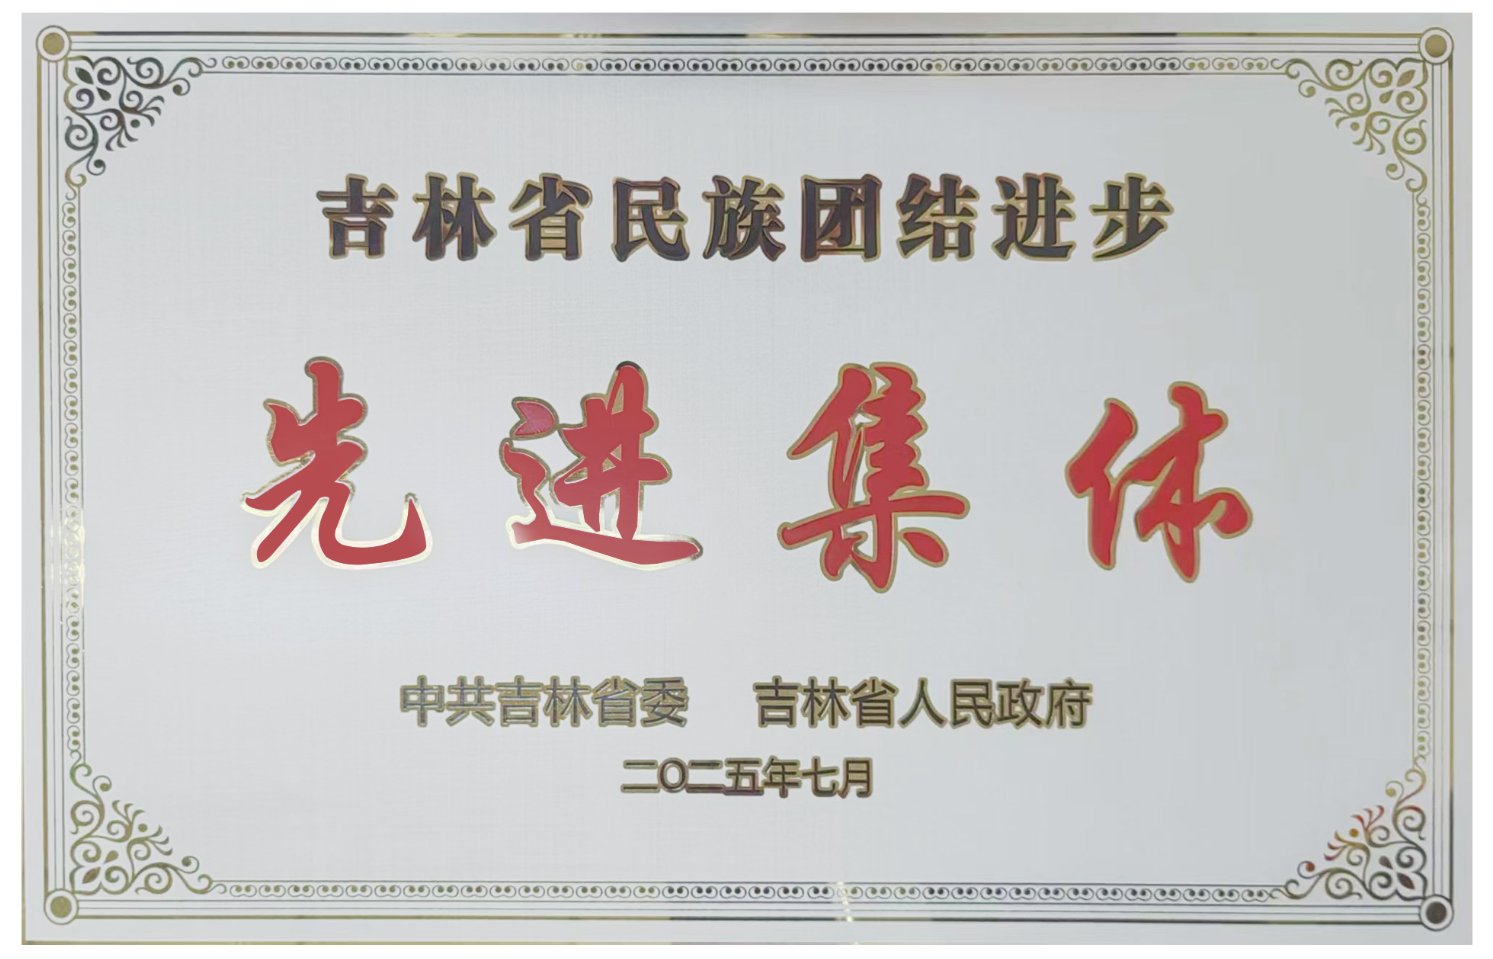 吉林省民族团结进步
先进集体
中共吉林省委 吉林省人民政府
二〇二五年七月